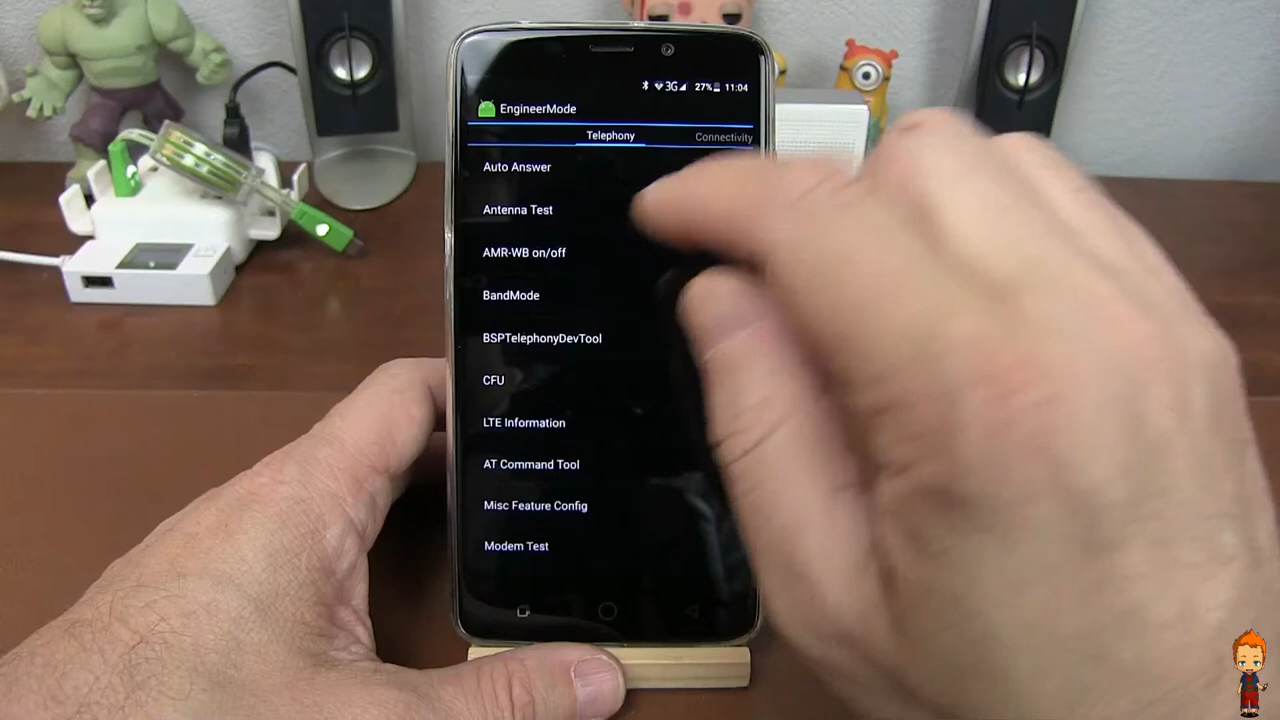 3G 27% 11:04
EngineerMode
Telephony Connectivity
Auto Answer
Antenna Test
AMR-WB on/off
BandMode
BSPTelephonyDevTool
CFU
LTE Information
AT Command Tool
Misc Feature Config
Modem Test